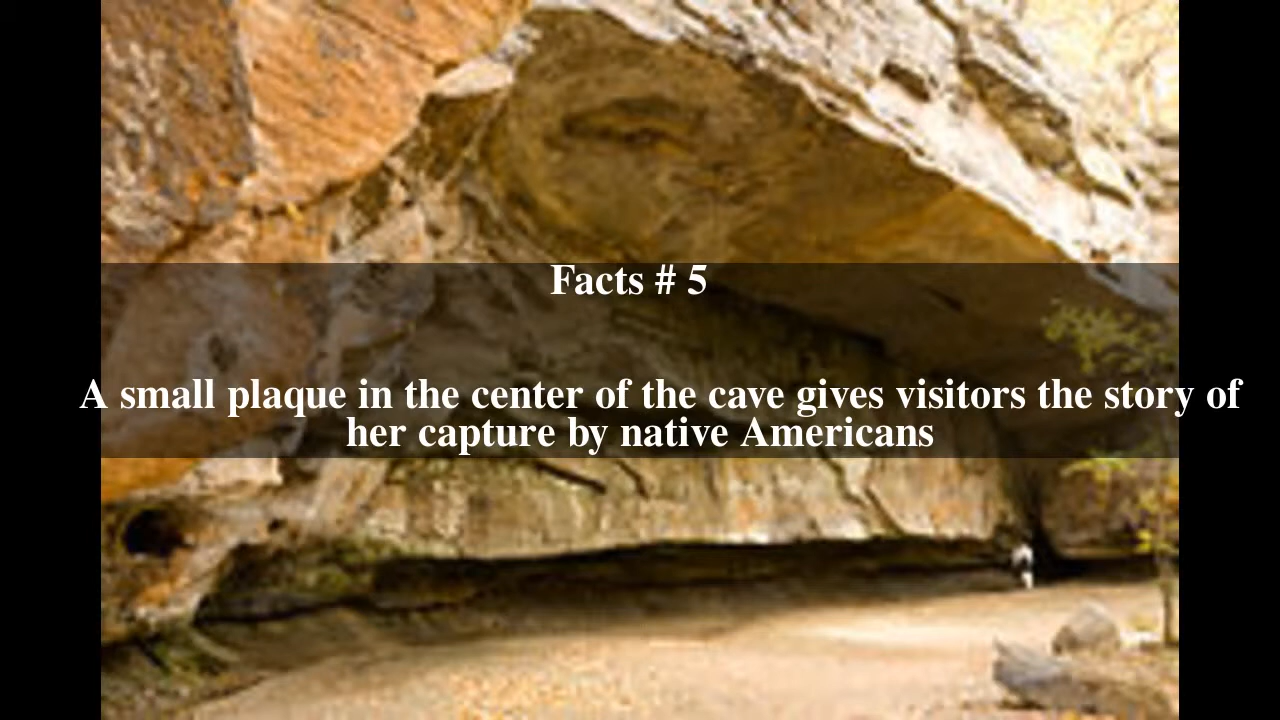 Facts # 5
A small plaque in the center of the cave gives visitors the story of
her capture by native Americans